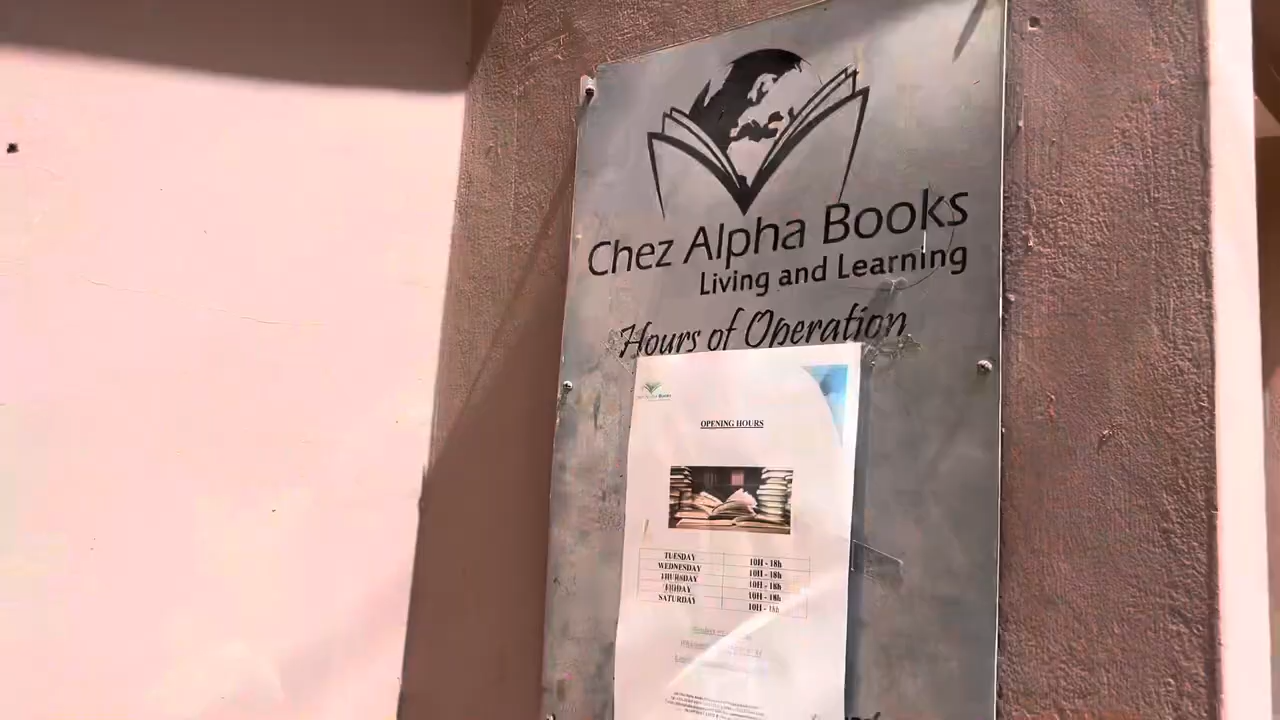 Chez Alpha Books
Living and Learning
Hours of Operation
OPENING HOURS
TUESDAY 10H - 18h
WEDNESDAY 10H - 18h
THURSDAY 10H - 18h
FRIDAY 10H - 18h
SATURDAY 10H - 18h